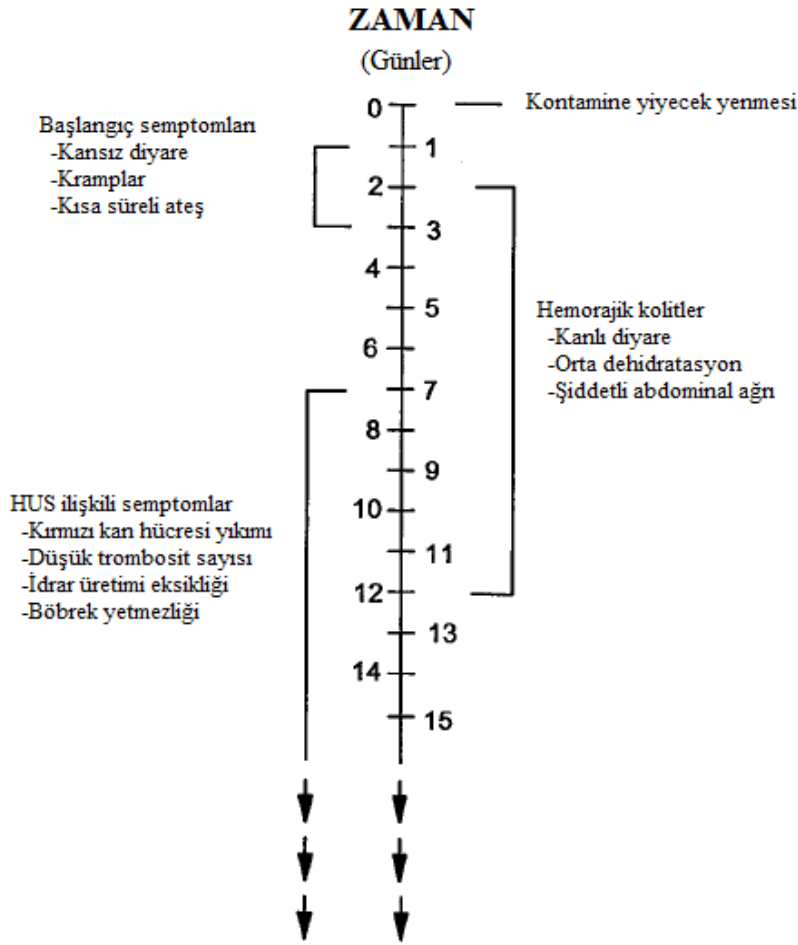 ZAMAN
(Günler)
0
Kontamine yiyecek yenmesi
Başlangıç semptomları
-Kansız diyare
-Kramplar
-Kısa süreli ateş
1
2
3
4
5
6
7
8
9
10
11
12
13
14
15
Hemorajik kolitler
-Kanlı diyare
-Orta dehidratasyon
-Şiddetli abdominal ağrı
HUS ilişkili semptomlar
-Kırmızı kan hücresi yıkımı
-Düşük trombosit sayısı
-İdrar üretimi eksikliği
-Böbrek yetmezliği